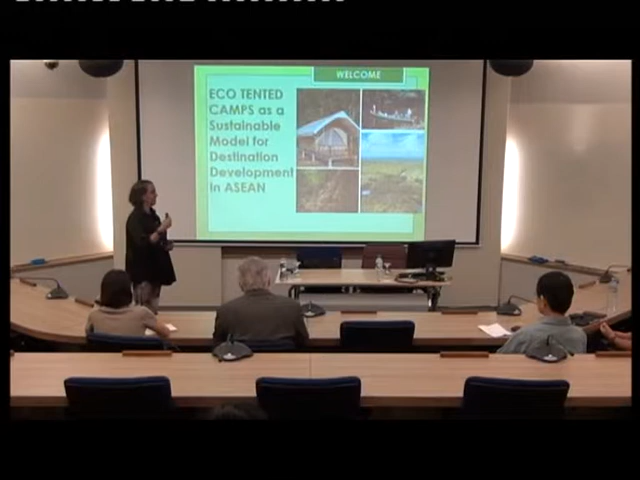 WELCOME
ECO TENTED
CAMPS as a
Sustainable
Model for
Destination
Development
in ASEAN